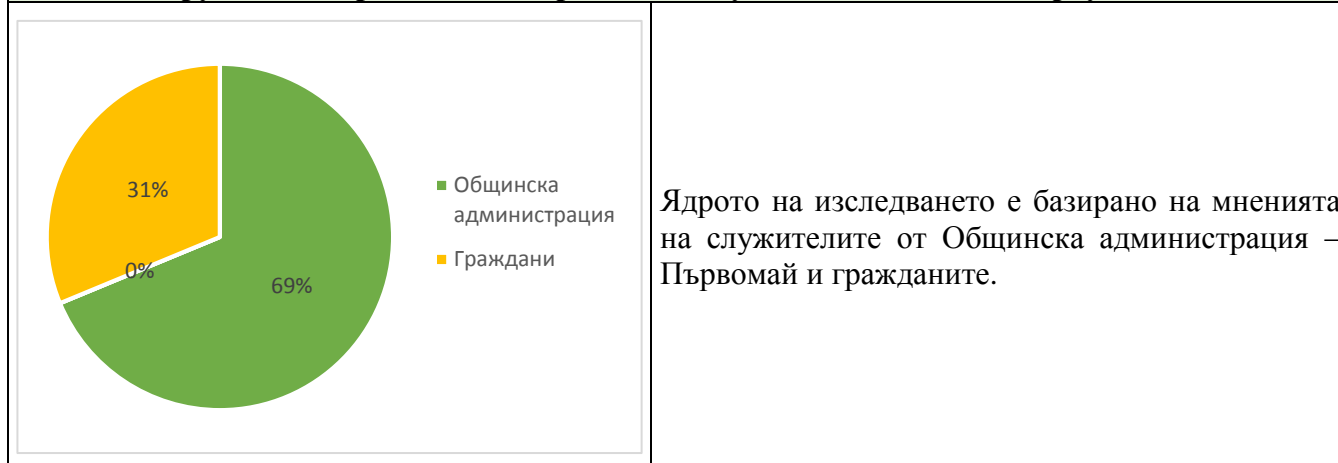 31%
0%
69%
Общинска
администрация
Граждани
Ядрото на изследването е базирано на мненията
на служителите от Общинска администрация –
Първомай и гражданите.